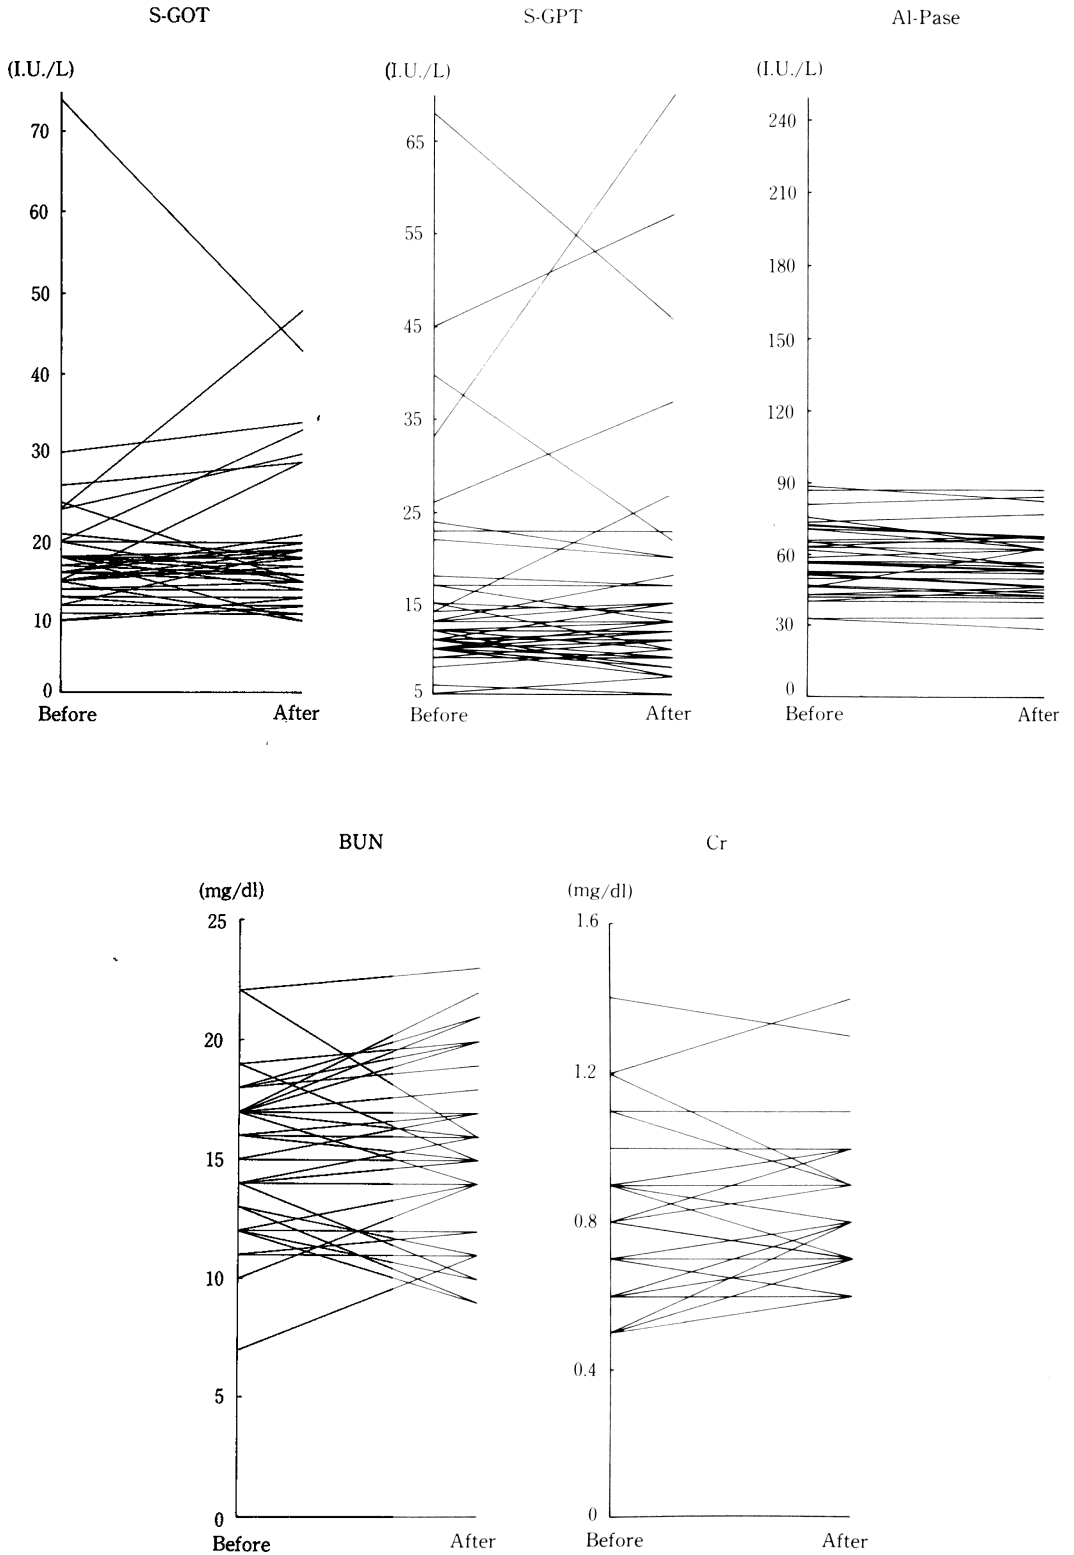 S-GOT S-GPT Al-Pase
(I.U./L) (I.U./L) (I.U./L)
70 65 240
60 55 210
50 45 180
40 35 150
30 25 120
20 15 90
10 5 60
0 30
0
Before After Before After Before After
BUN Cr
(mg/dl) (mg/dl)
25 1.6
20 1.2
15 0.8
10 0.4
5 0
0
Before After Before After